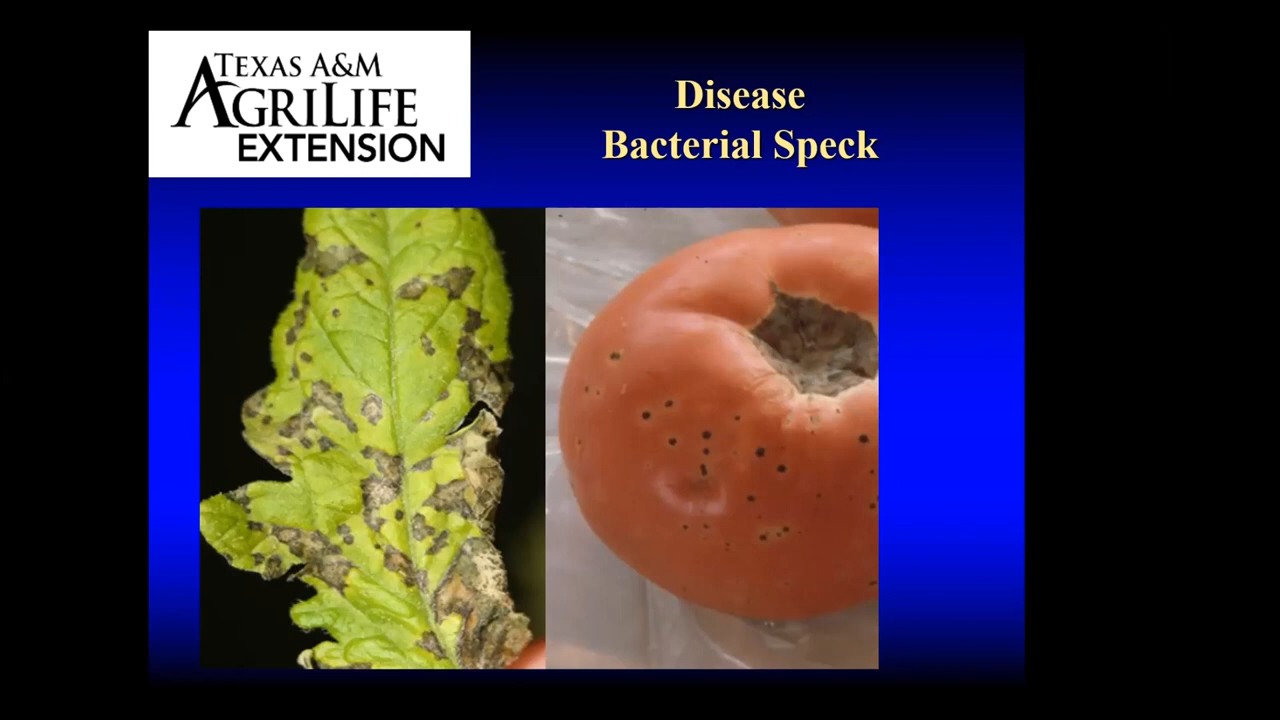 TEXAS A&M
AGRILIFE
EXTENSION
Disease
Bacterial Speck